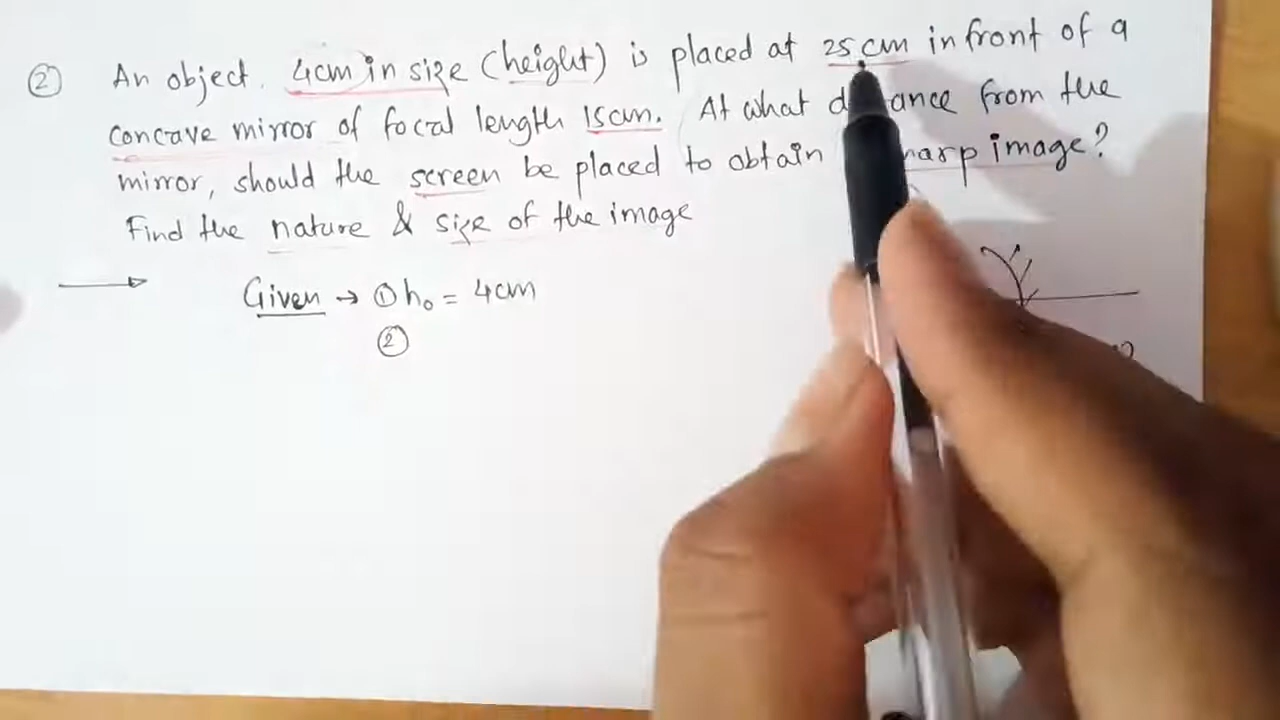 ② An object. 4cm in size (height) is placed at 25cm infront of a
concave mirror of focal length 15cm. At what from the
mirror, should the screen be placed to obtain image?
Find the nature & size of the image
Given → ① h₀ = 4cm
②